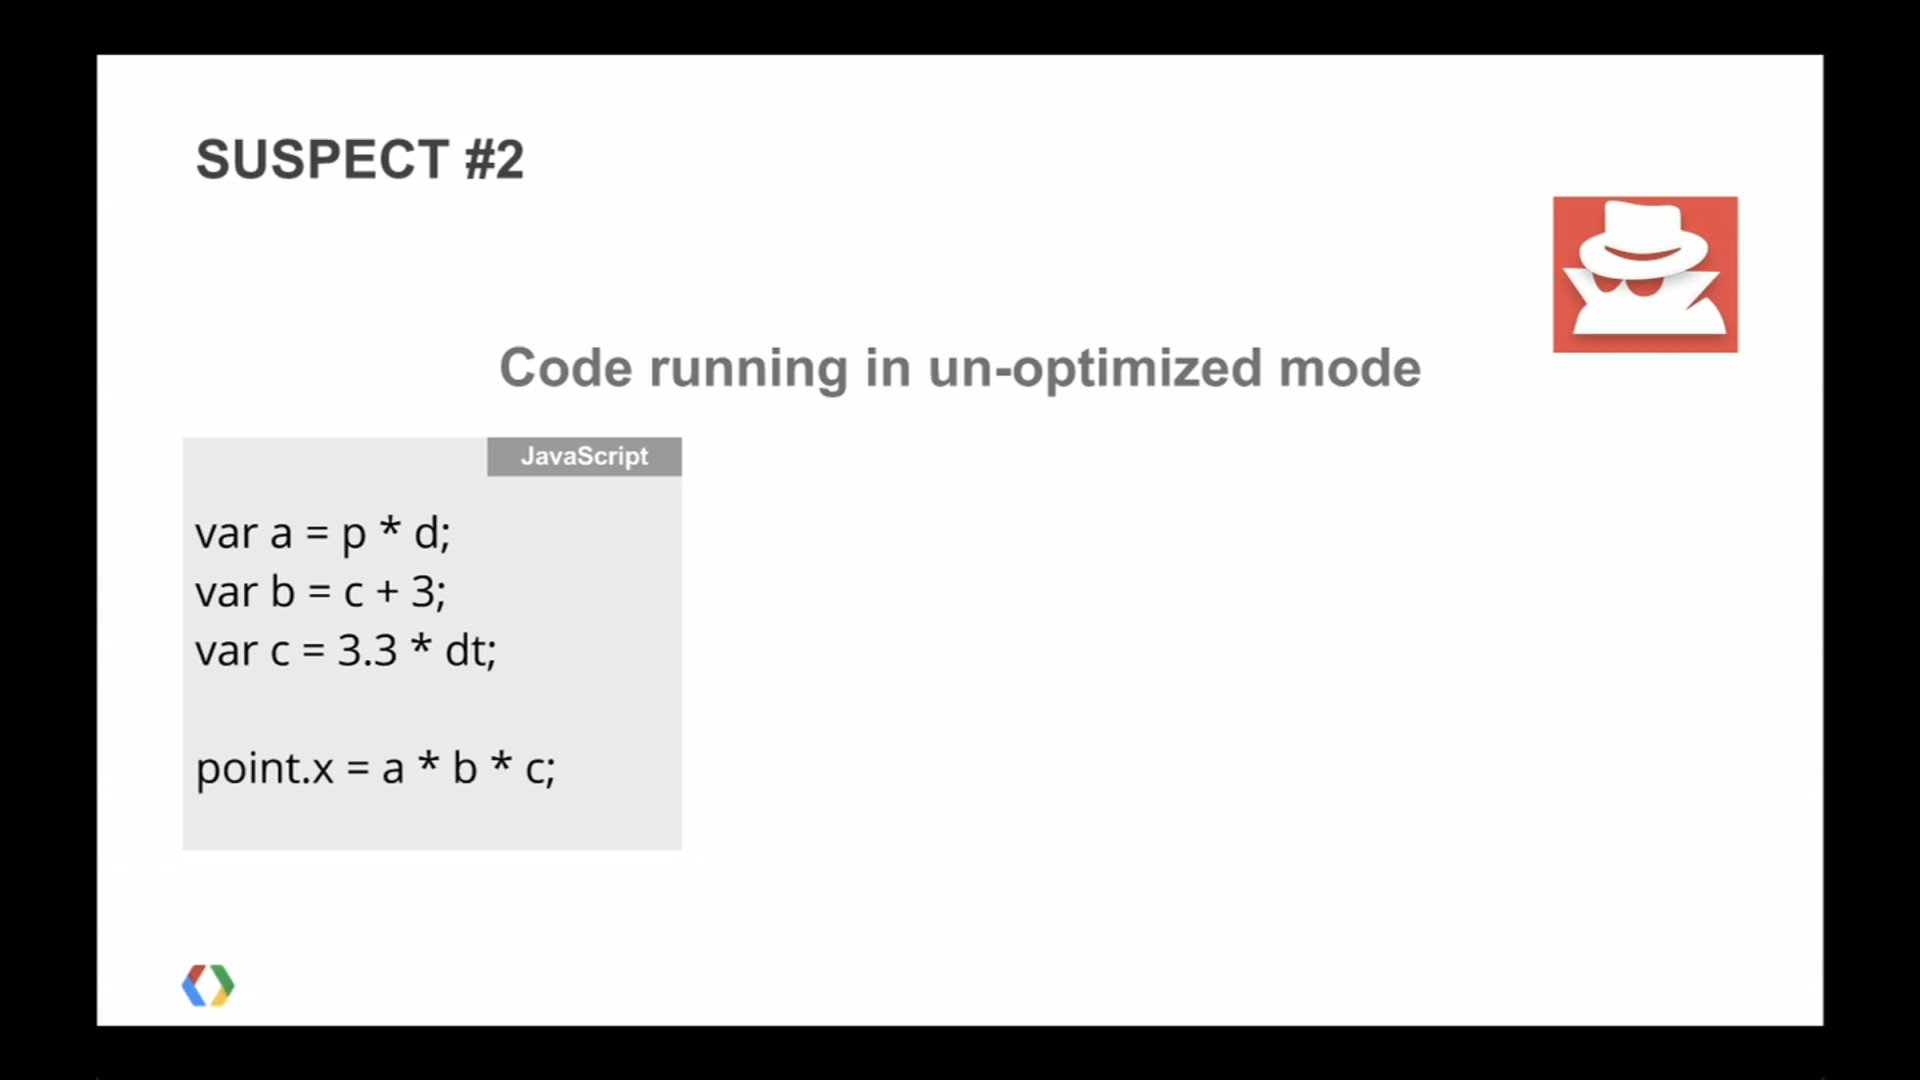 SUSPECT #2
Code running in un-optimized mode
JavaScript
var a = p * d;
var b = c + 3;
var c = 3.3 * dt;
point.x = a * b * c;